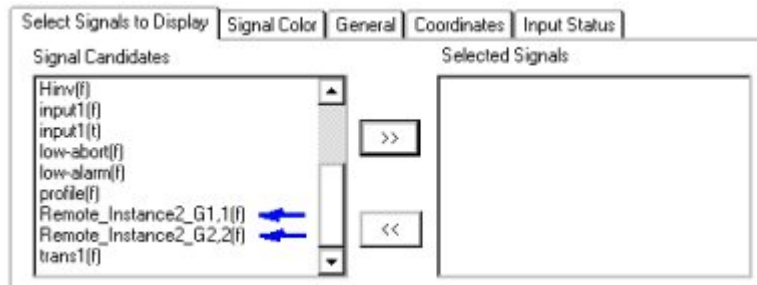 Select Signals to Display Signal Color General Coordinates Input Status
Signal Candidates Selected Signals
Hinv(f)
input1(f)
input1(t)
low-abort(f)
low-alarm(f)
profile(f)
Remote_Instance2_G1,1(f)
Remote_Instance2_G2,2(f)
trans1(f)
>>
<<